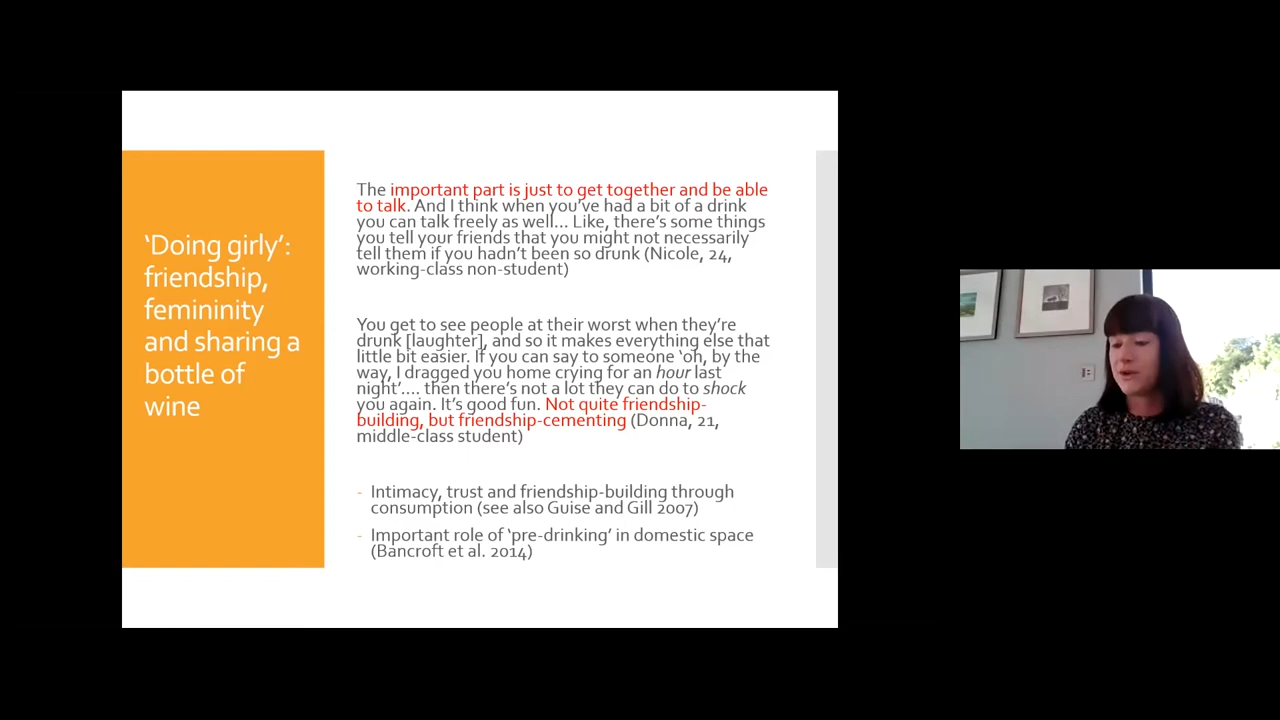 ‘Doing girly’:
friendship,
femininity
and sharing a
bottle of
wine
The important part is just to get together and be able
to talk. And I think when you’ve had a bit of a drink
you can talk freely as well… Like, there’s some things
you tell your friends that you might not necessarily
tell them if you hadn’t been so drunk (Nicole, 24,
working-class non-student)
You get to see people at their worst when they’re
drunk [laughter], and so it makes everything else that
little bit easier. If you can say to someone ‘oh, by the
way, I dragged you home crying for an hour last
night’…. then there’s not a lot they can do to shock
you again. It’s good fun. Not quite friendship-
building, but friendship-cementing (Donna, 21,
middle-class student)
- Intimacy, trust and friendship-building through
consumption (see also Guise and Gill 2007)
- Important role of ‘pre-drinking’ in domestic space
(Bancroft et al. 2014)